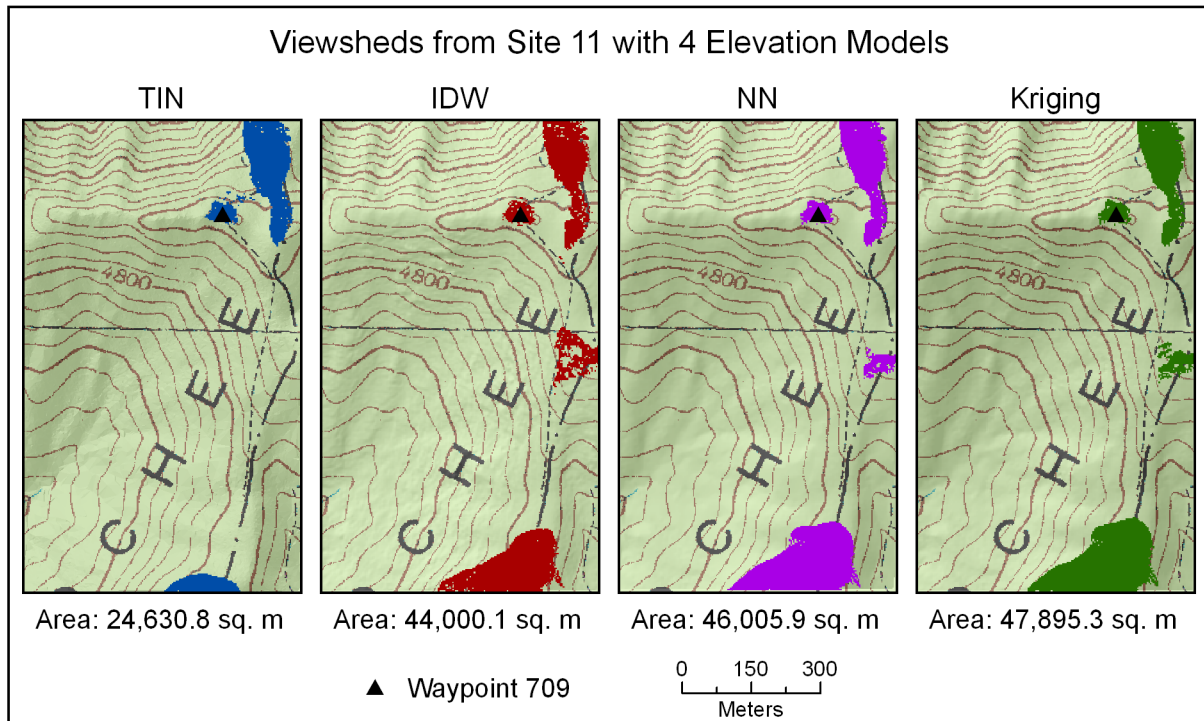 Viewsheds from Site 11 with 4 Elevation Models
TIN IDW NN Kriging
4800 4800 4800 4800
E E E E
E E E E
H H H H
C C C C
Area: 24,630.8 sq. m Area: 44,000.1 sq. m Area: 46,005.9 sq. m Area: 47,895.3 sq. m
0 150 300
Waypoint 709
Meters